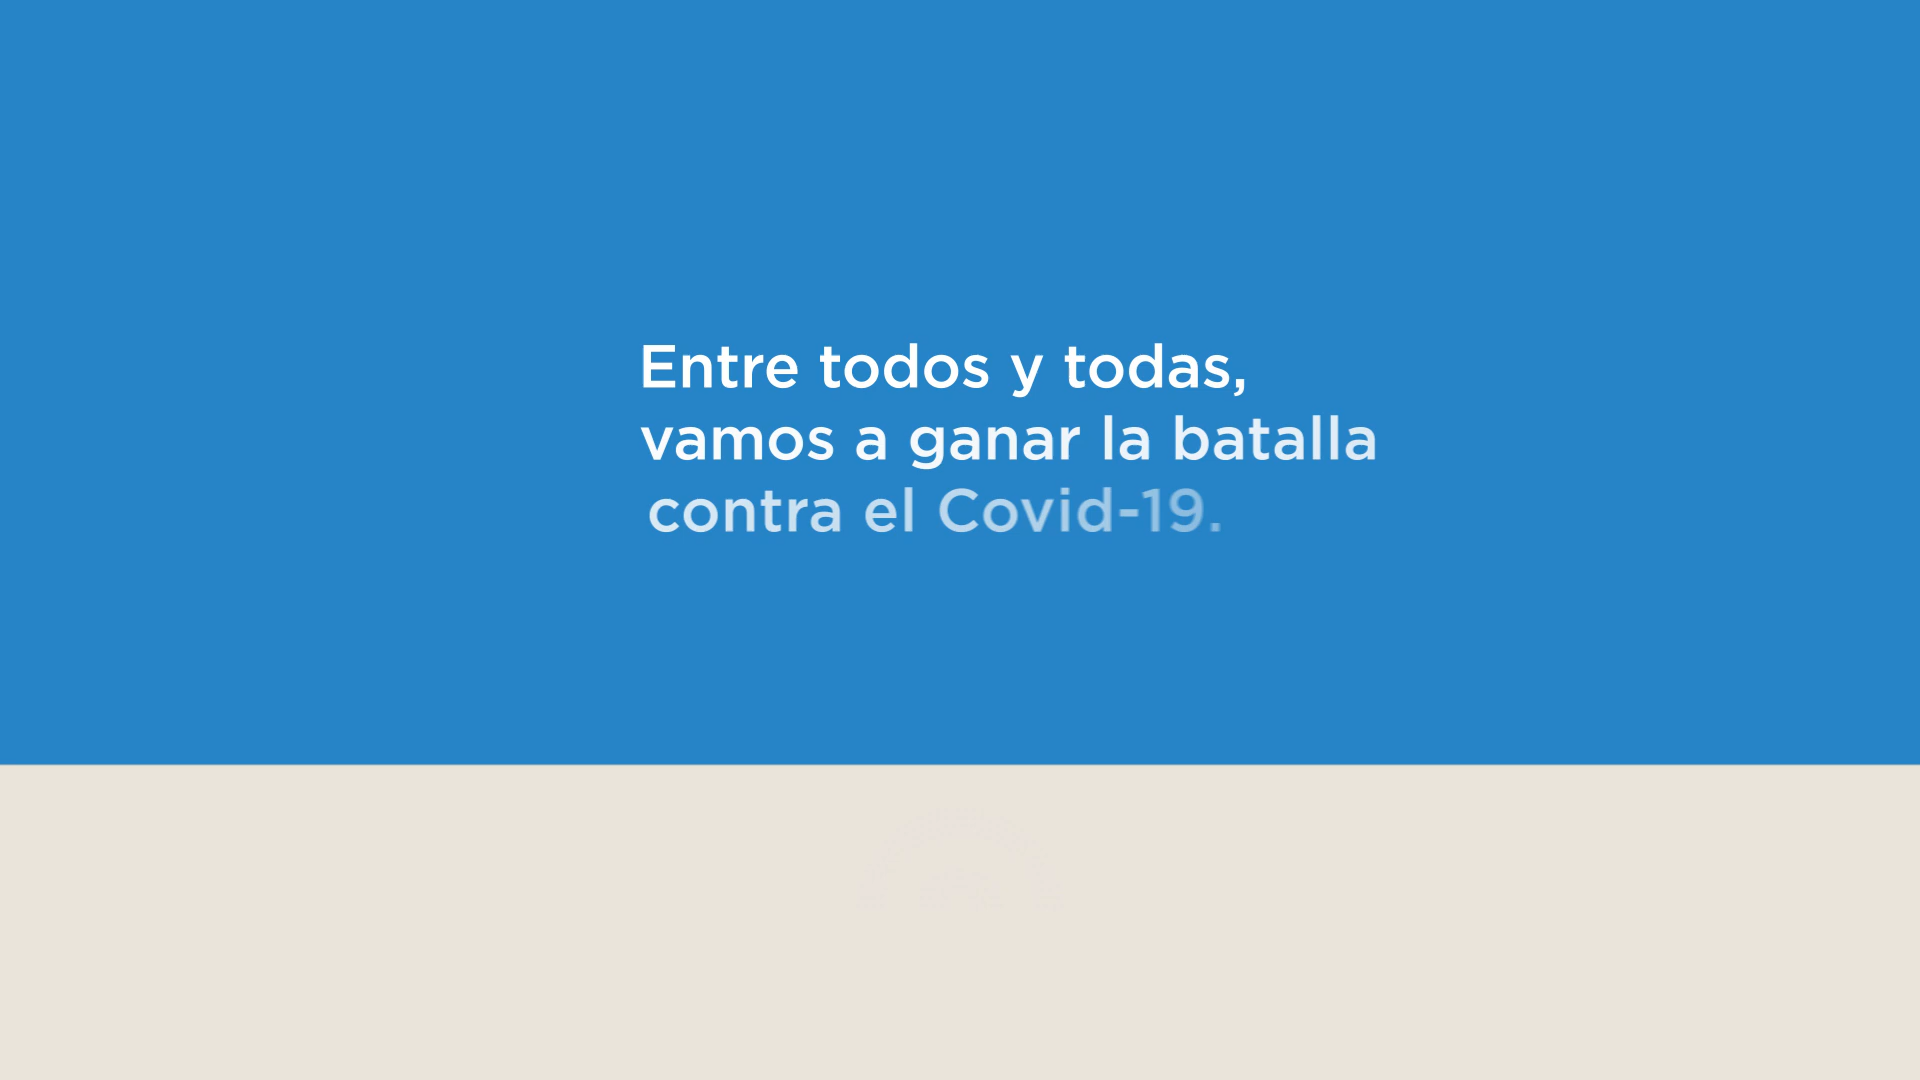 Entre todos y todas,
vamos a ganar la batalla
contra el Covid-19.